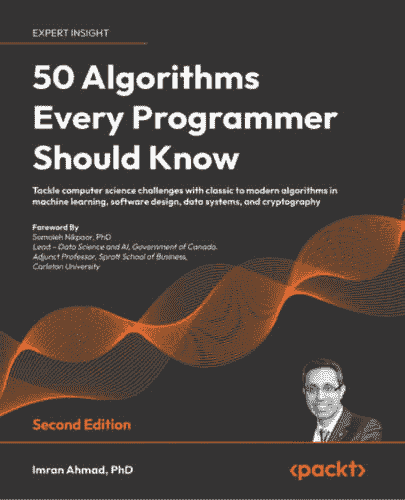 EXPERT INSIGHT
50 Algorithms
Every Programmer
Should Know
Tackle computer science challenges with classic to modern algorithms in
machine learning, software design, data systems, and cryptography
Foreword By
Somaieh Nikpoor, PhD
Lead – Data Science and AI, Government of Canada.
Adjunct Professor, Sprott School of Business,
Carleton University
Second Edition
Imran Ahmad, PhD
<packt>